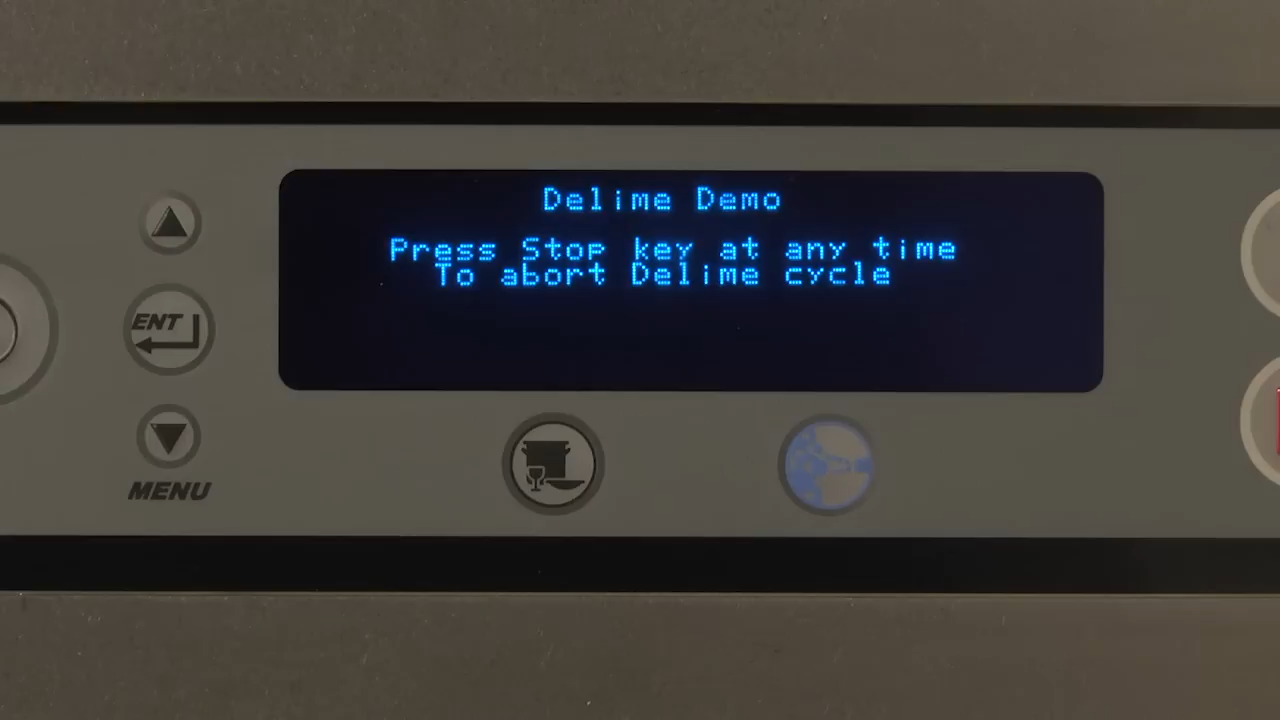 Delime Demo
Press Stop key at any time
To abort Delime cycle
ENT
MENU